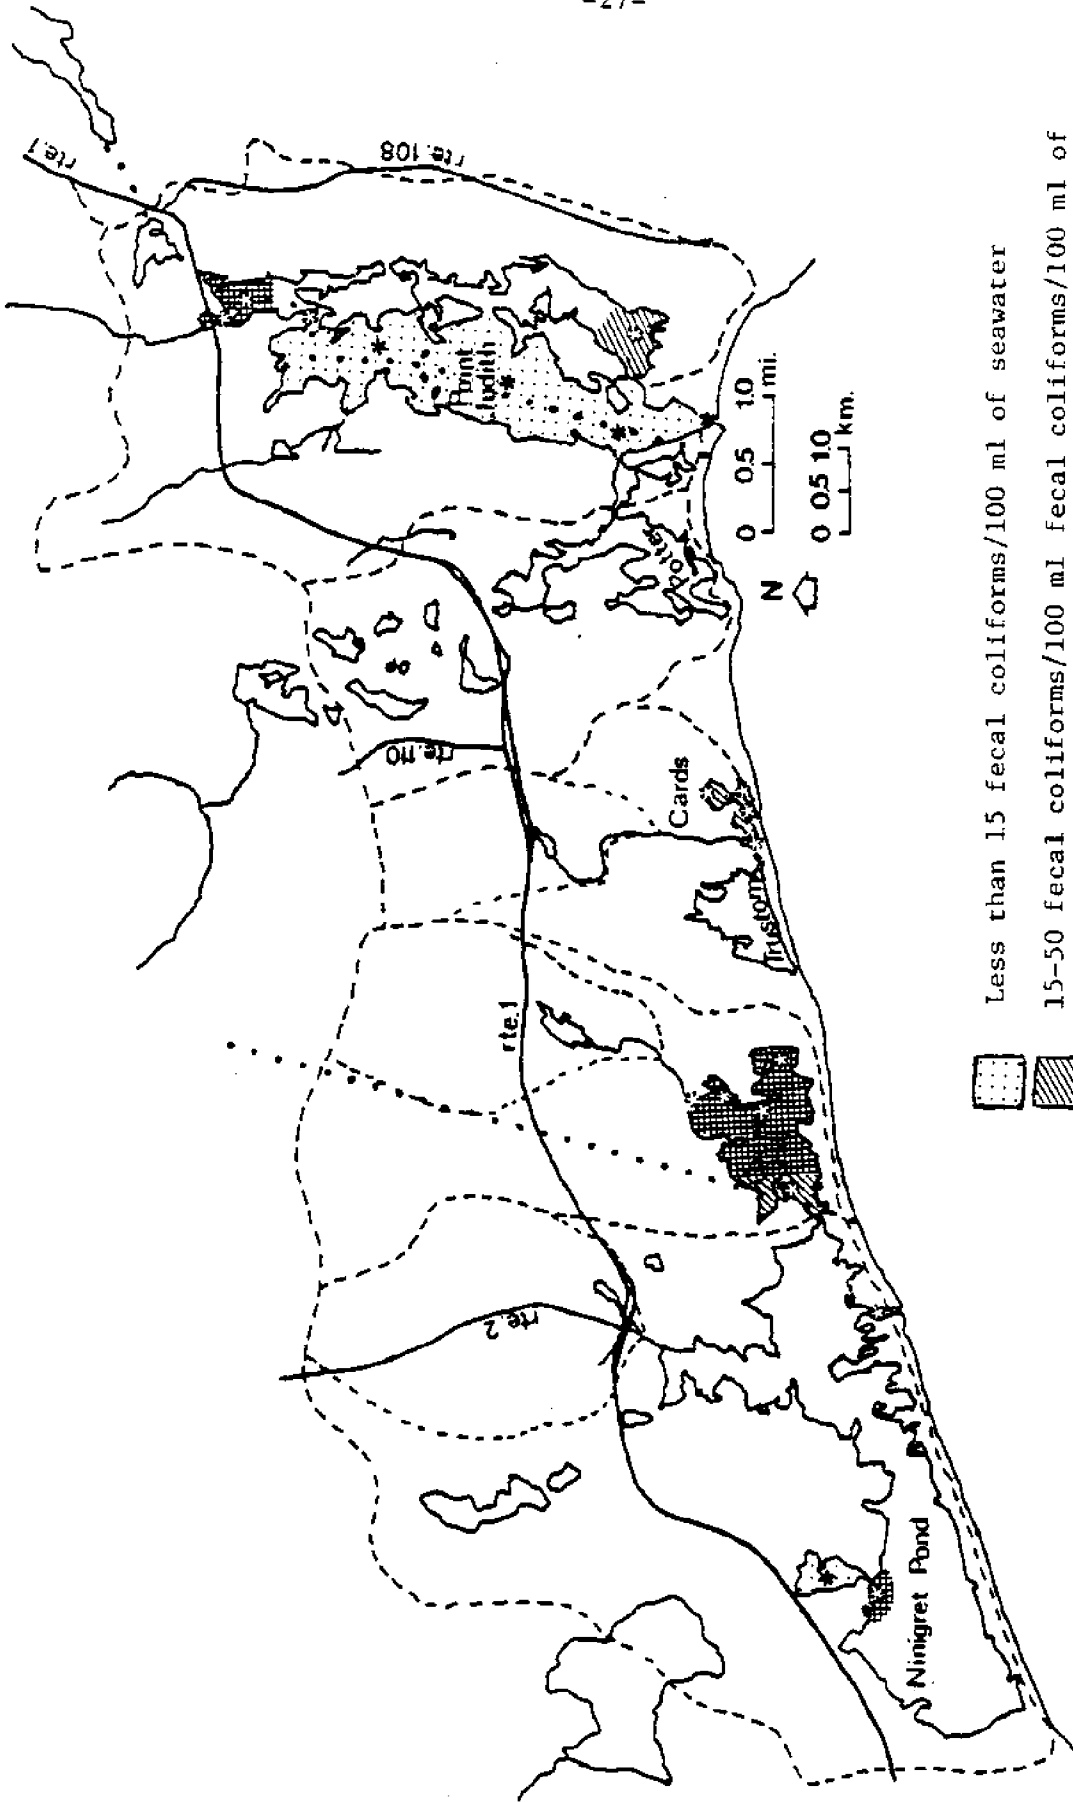 -27-
rte.1
rte. 108
Point
Judith
0 0.5 1.0
mi.
0 0.5 1.0
km.
N
Potter
rte.110
Cards
Trustom
rte.1
rte.2
Ninigret Pond
Less than 15 fecal coliforms/100 ml of seawater
15-50 fecal coliforms/100 ml fecal coliforms/100 ml of